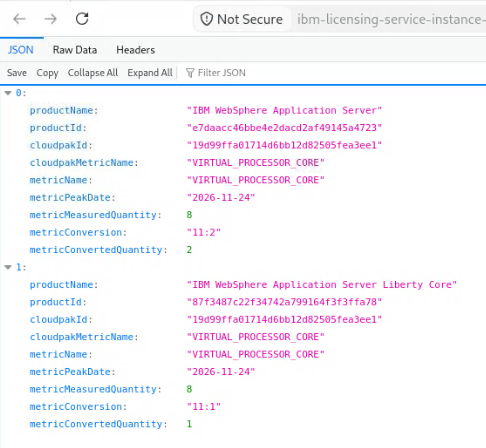 Not Secure ibm-licensing-service-instance-
JSON Raw Data Headers
Save Copy Collapse All Expand All Filter JSON
0:
productName: "IBM WebSphere Application Server"
productId: "e7daacc46bbe4e2dacd2af49145a4723"
cloudpakId: "19d99ffa01714d6bb12d82505fea3ee1"
cloudpakMetricName: "VIRTUAL_PROCESSOR_CORE"
metricName: "VIRTUAL_PROCESSOR_CORE"
metricPeakDate: "2026-11-24"
metricMeasuredQuantity: 8
metricConversion: "11:2"
metricConvertedQuantity: 2
1:
productName: "IBM WebSphere Application Server Liberty Core"
productId: "87f3487c22f34742a799164f3f3ffa78"
cloudpakId: "19d99ffa01714d6bb12d82505fea3ee1"
cloudpakMetricName: "VIRTUAL_PROCESSOR_CORE"
metricName: "VIRTUAL_PROCESSOR_CORE"
metricPeakDate: "2026-11-24"
metricMeasuredQuantity: 8
metricConversion: "11:1"
metricConvertedQuantity: 1